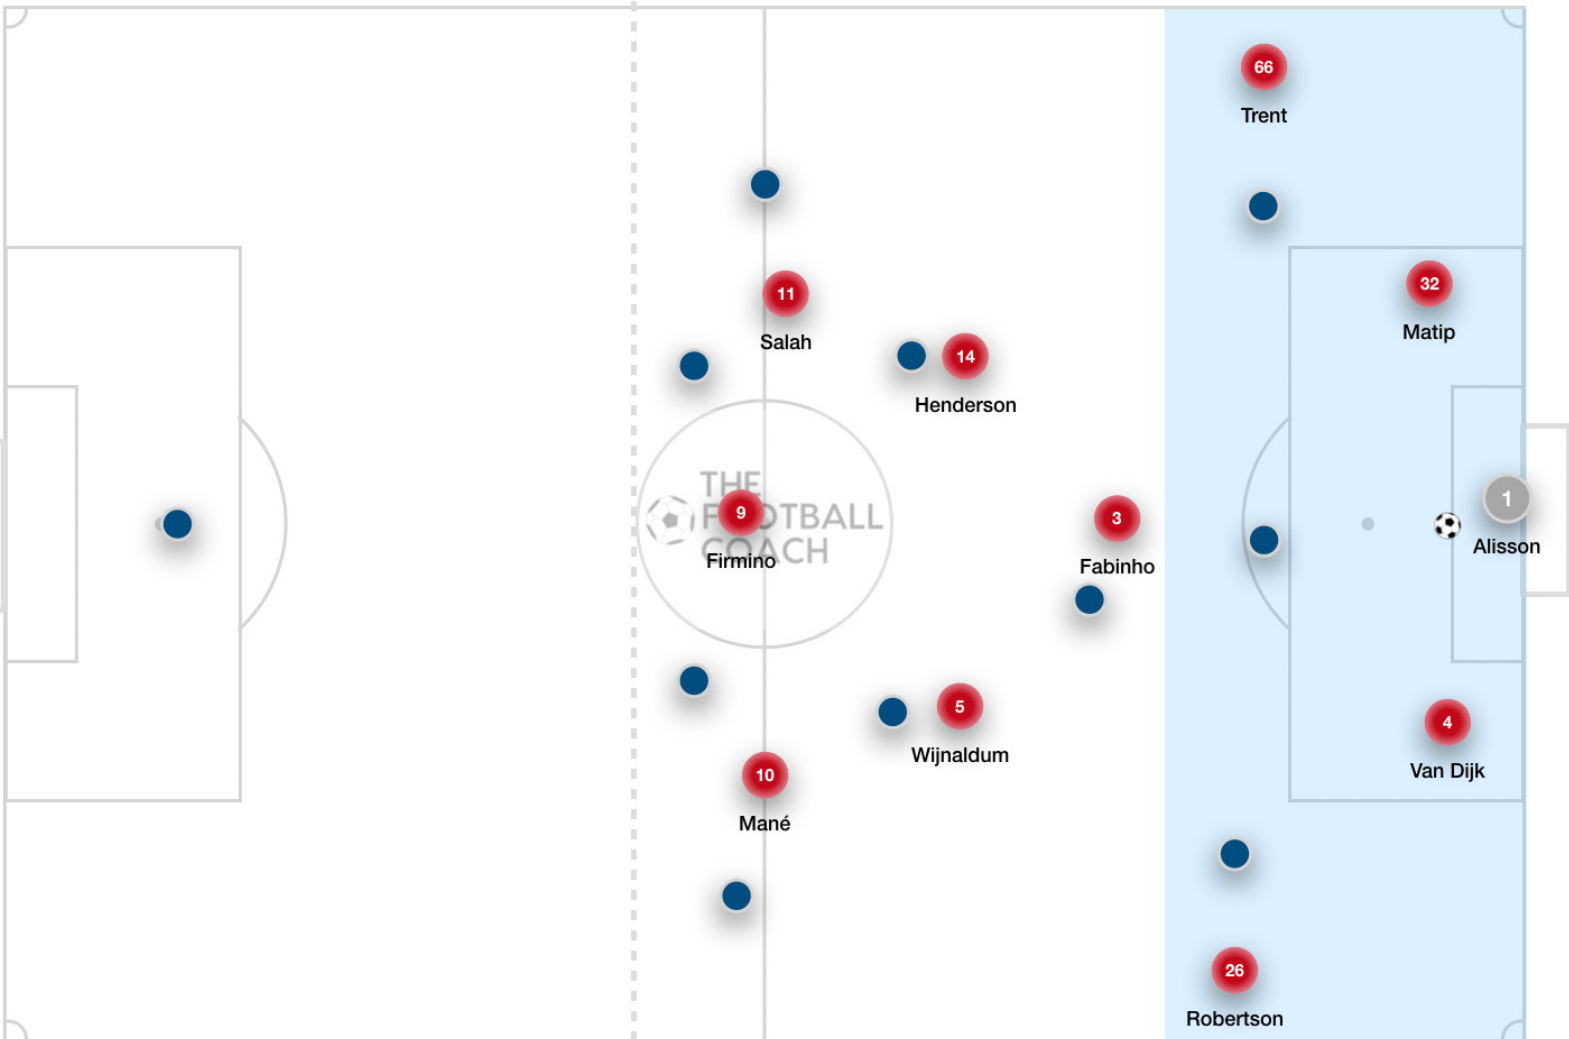 66
Trent
11
Salah
32
Matip
14
Henderson
THE
FOOTBALL
COACH
9
Firmino
3
Fabinho
1
Alisson
5
Wijnaldum
4
Van Dijk
10
Mané
26
Robertson